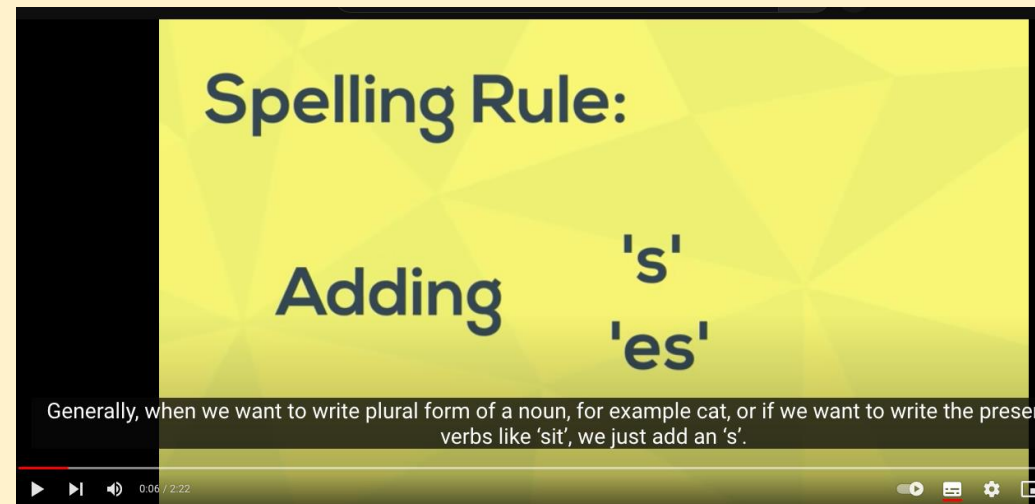 Spelling Rule:
's'
Adding
'es'
Generally, when we want to write plural form of a noun, for example cat, or if we want to write the
verbs like ‘sit’, we just add an ‘s’.
0:06 / 2:22